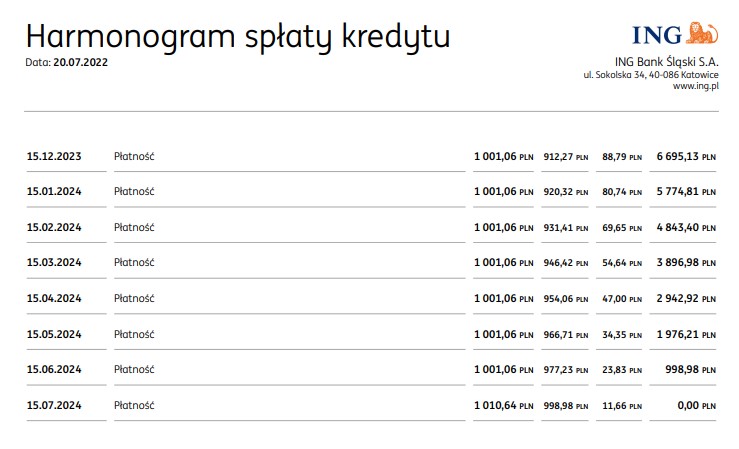 Harmonogram spłaty kredytu
Data: 20.07.2022
ING
ING Bank Śląski S.A.
ul. Sokolska 34, 40-086 Katowice
www.ing.pl
15.12.2023 Płatność 1 001,06 PLN 912,27 PLN 88,79 PLN 6 695,13 PLN
15.01.2024 Płatność 1 001,06 PLN 920,32 PLN 80,74 PLN 5 774,81 PLN
15.02.2024 Płatność 1 001,06 PLN 931,41 PLN 69,65 PLN 4 843,40 PLN
15.03.2024 Płatność 1 001,06 PLN 946,42 PLN 54,64 PLN 3 896,98 PLN
15.04.2024 Płatność 1 001,06 PLN 954,06 PLN 47,00 PLN 2 942,92 PLN
15.05.2024 Płatność 1 001,06 PLN 966,71 PLN 34,35 PLN 1 976,21 PLN
15.06.2024 Płatność 1 001,06 PLN 977,23 PLN 23,83 PLN 998,98 PLN
15.07.2024 Płatność 1 010,64 PLN 998,98 PLN 11,66 PLN 0,00 PLN